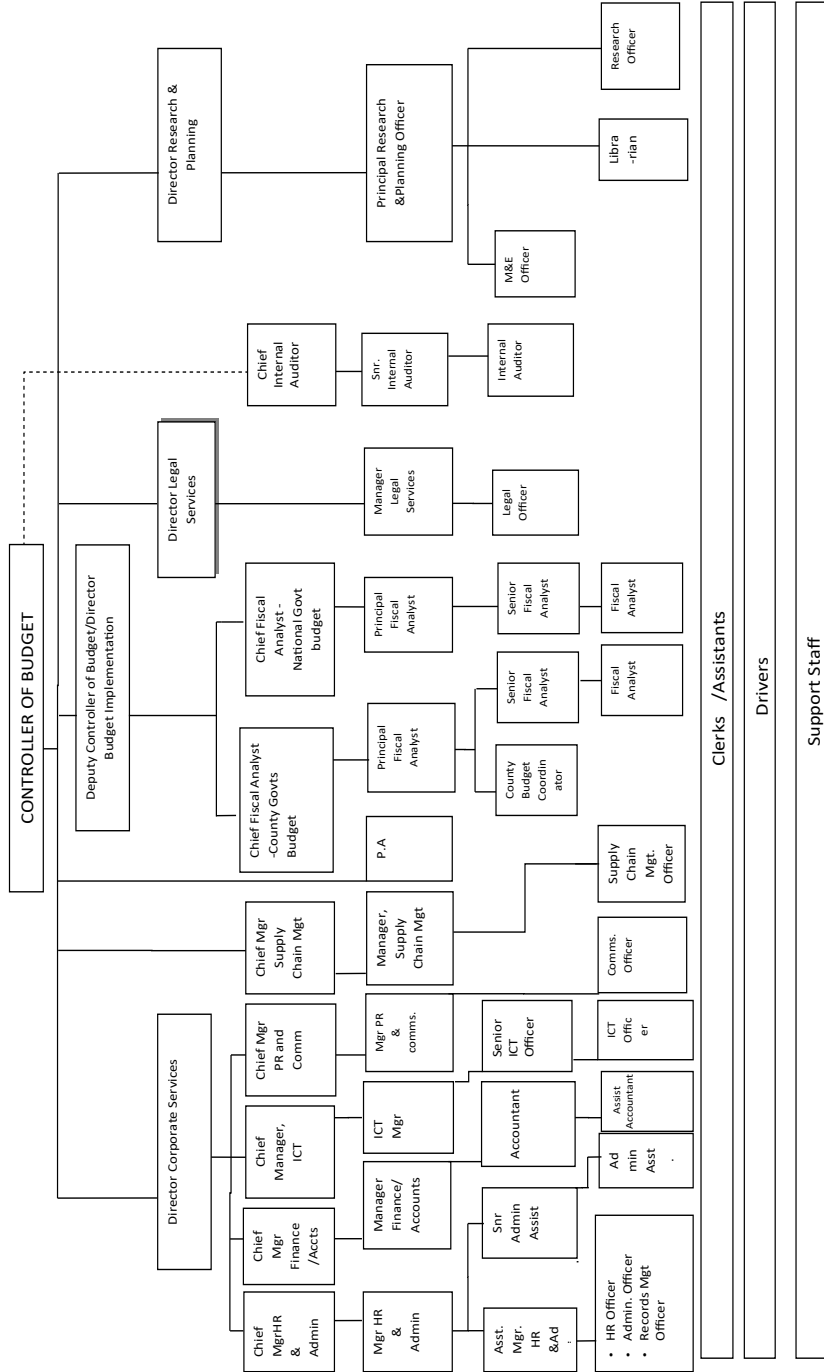 CONTROLLER OF BUDGET
Deputy Controller of Budget/Director
Budget Implementation
Director Corporate Services
Director Legal
Services
Director Research &
Planning
Chief
MgrHR
&
Admin
Chief
Mgr
Finance
/Accts
Chief
Manager,
ICT
Chief Mgr
PR and
Comm
Chief Mgr
Supply
Chain Mgt
Chief Fiscal Analyst
-County Govts
Budget
Chief Fiscal
Analyst -
National Govt
budget
Chief
Internal
Auditor
Mgr HR
&
Admin
Manager
Finance/
Accounts
ICT
Mgr
Mgr PR
&
comms.
Manager,
Supply
Chain Mgt
P.A
Principal
Fiscal
Analyst
Principal
Fiscal
Analyst
Manager
Legal
Services
Snr.
Internal
Auditor
Principal Research
&Planning Officer
Asst.
Mgr.
HR
&Ad
.
Snr
Admin
Assist
.
Accountant
Senior
ICT
Officer
County
Budget
Coordin
ator
Senior
Fiscal
Analyst
Senior
Fiscal
Analyst
Legal
Officer
Internal
Auditor
M&E
Officer
• HR Officer
• Admin. Officer
• Records Mgt
Officer
Ad
min
Asst
.
Assist
Accountant
ICT
Offic
er
Comms.
Officer
Supply
Chain
Mgt.
Officer
Fiscal
Analyst
Fiscal
Analyst
Libra
-rian
Research
Officer
Clerks /Assistants
Drivers
Support Staff